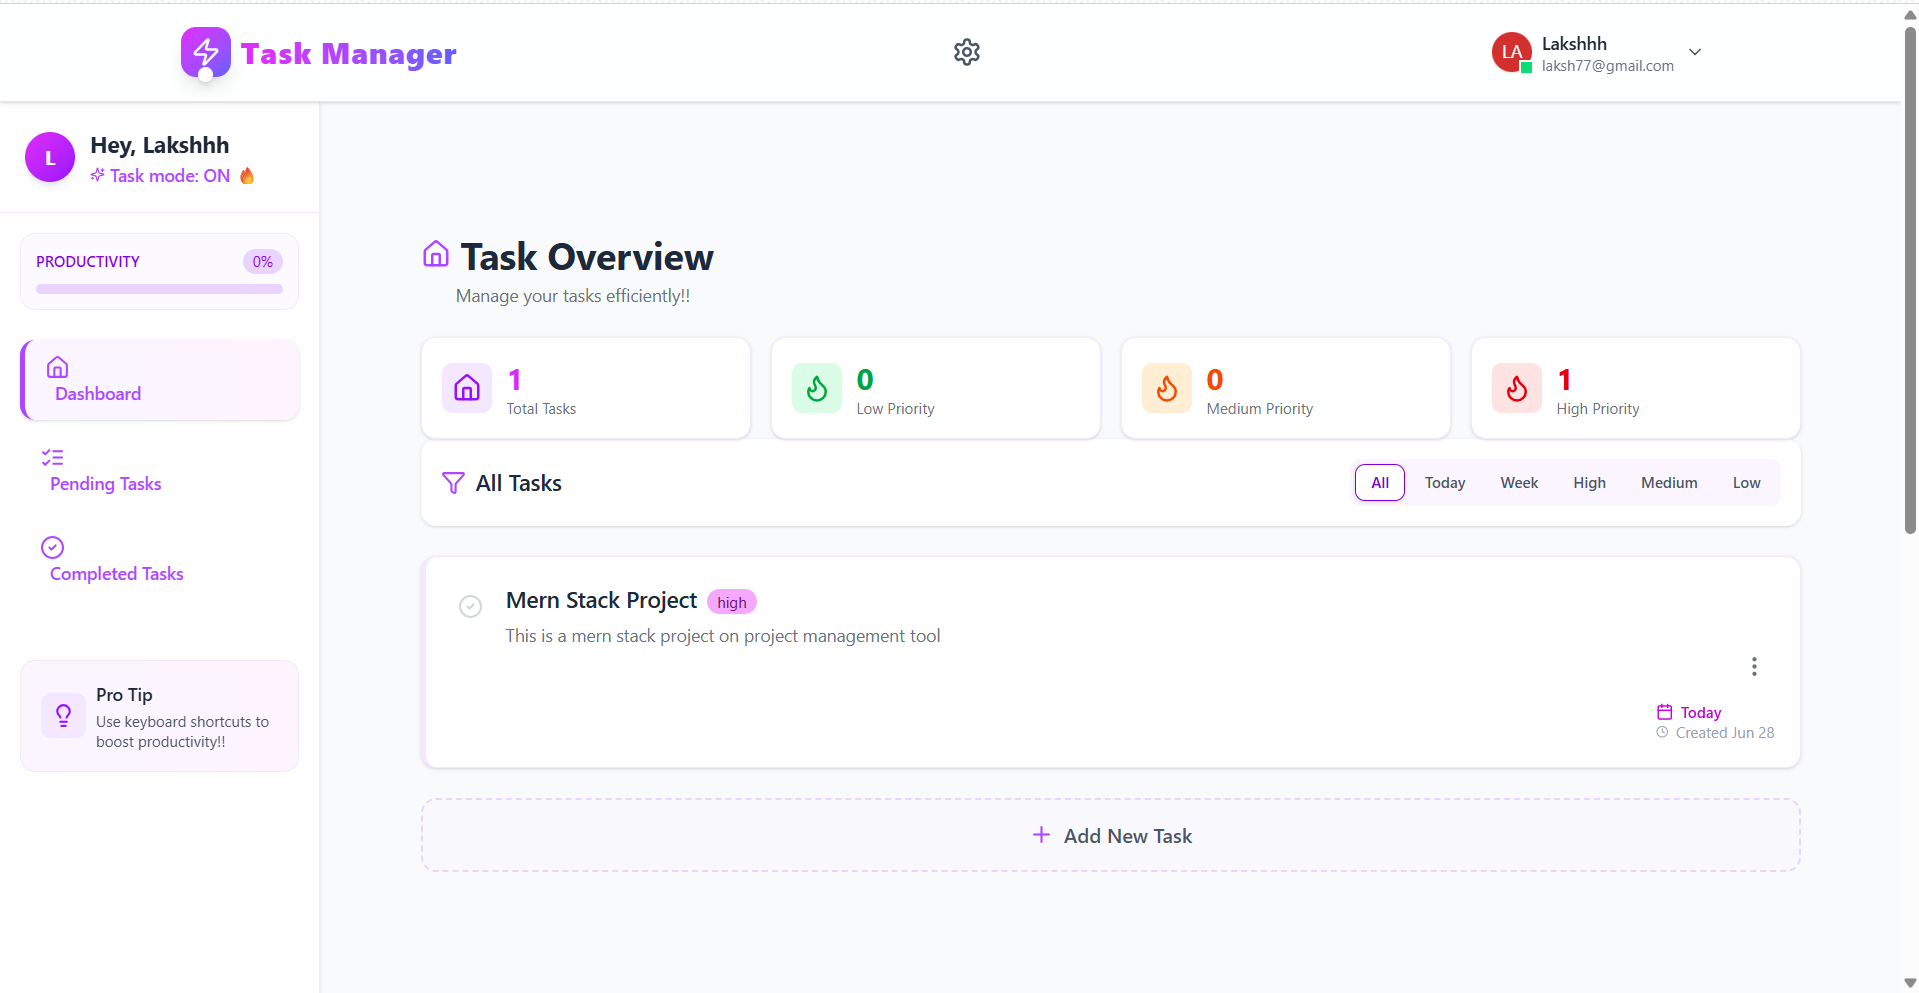 Task Manager
LA
Lakshhh
laksh77@gmail.com
L
Hey, Lakshhh
Task mode: ON 🔥
PRODUCTIVITY
0%
Dashboard
Pending Tasks
Completed Tasks
Pro Tip
Use keyboard shortcuts to
boost productivity!!
Task Overview
Manage your tasks efficiently!!
1
Total Tasks
0
Low Priority
0
Medium Priority
1
High Priority
All Tasks
All Today Week High Medium Low
Mern Stack Project high
This is a mern stack project on project management tool
Today
Created Jun 28
+ Add New Task